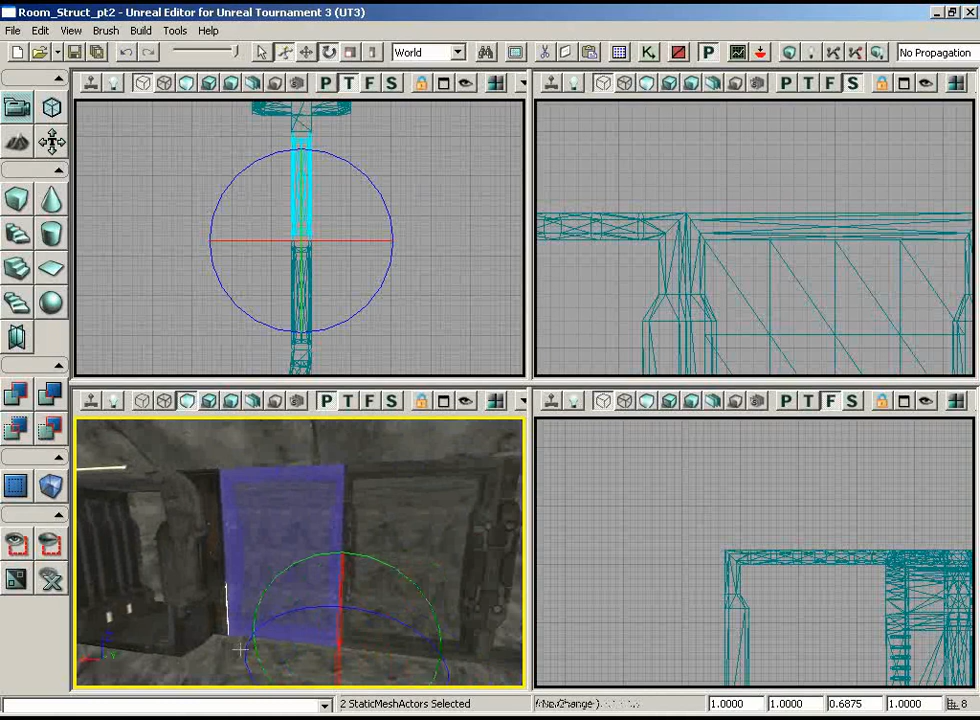 Room_Struct_pt2 - Unreal Editor for Unreal Tournament 3 (UT3)
File Edit View Brush Build Tools Help
World P No Propagation
P T F S P T F S
P T F S P T F S
2 StaticMeshActors Selected 1.0000 1.0000 0.6875 1.0000 8